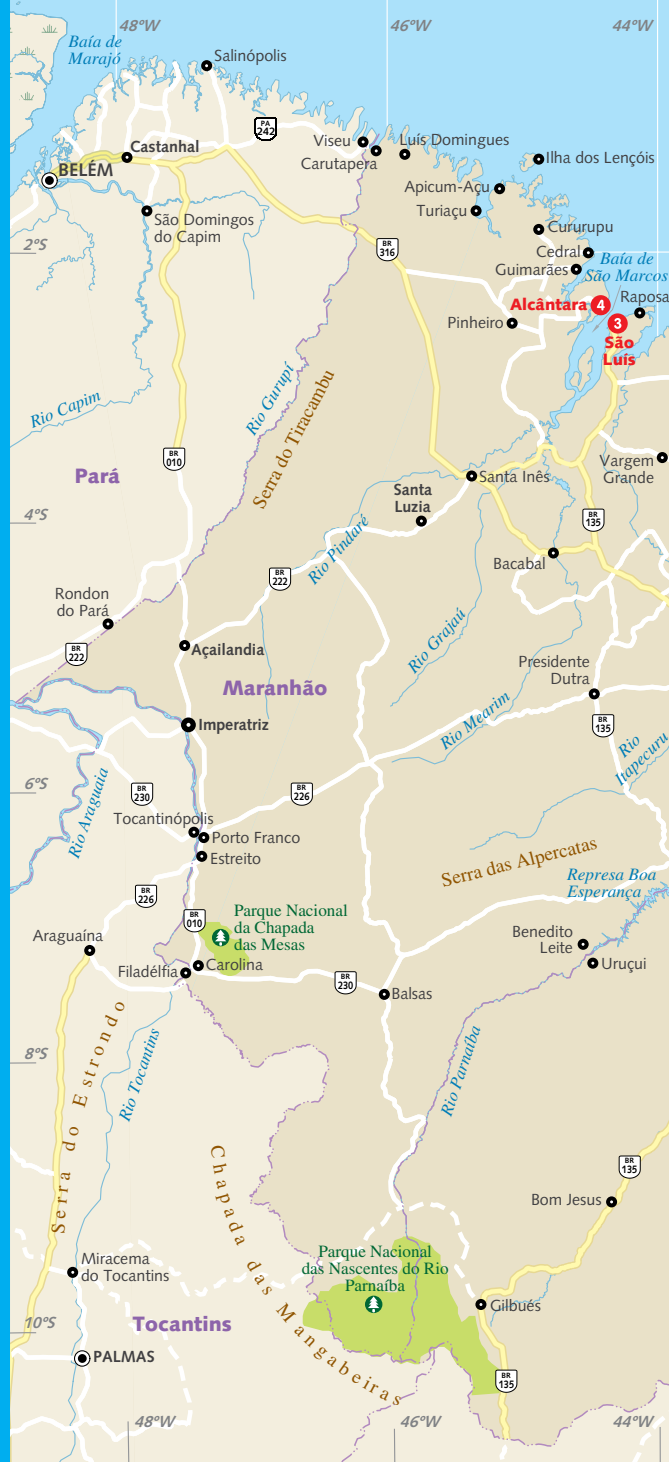 48°W
46°W
44°W
Baía de
Marajó
Salinópolis
PA
242
Viseu
Luís Domingues
Castanhal
Carutapera
Ilha dos Lençóis
BELÉM
Apicum-Açu
São Domingos
do Capim
Turiaçu
Cururupu
2°S
BR
316
Cedral
Baía de
São Marcos
Guimarães
Alcântara 4
Raposa
Pinheiro
3
São
Luís
Rio Capim
Rio Gurupí
Serra do Tiracambu
BR
010
Pará
Santa Inês
Vargem
Grande
Santa
Luzia
4°S
BR
135
Rio Pindaré
Bacabal
BR
222
Rondon
do Pará
Rio Grajaú
BR
222
Açailandia
Presidente
Dutra
Maranhão
Imperatriz
Rio Mearim
BR
135
Rio
Itapecuru
6°S
Rio Araguaia
BR
230
BR
226
Tocantinópolis
Porto Franco
Estreito
Serra das Alpercatas
Represa Boa
Esperança
BR
226
BR
010
Parque Nacional
da Chapada
das Mesas
Araguaína
Benedito
Leite
Uruçui
Filadélfia
Carolina
BR
230
Balsas
8°S
Serra do Estrondo
Rio Tocantins
Rio Parnaíba
Chapada das Mangabeiras
BR
135
Bom Jesus
Miracema
do Tocantins
Parque Nacional
das Nascentes do Rio
Parnaíba
Gilbués
10°S
Tocantins
PALMAS
BR
135
48°W
46°W
44°W